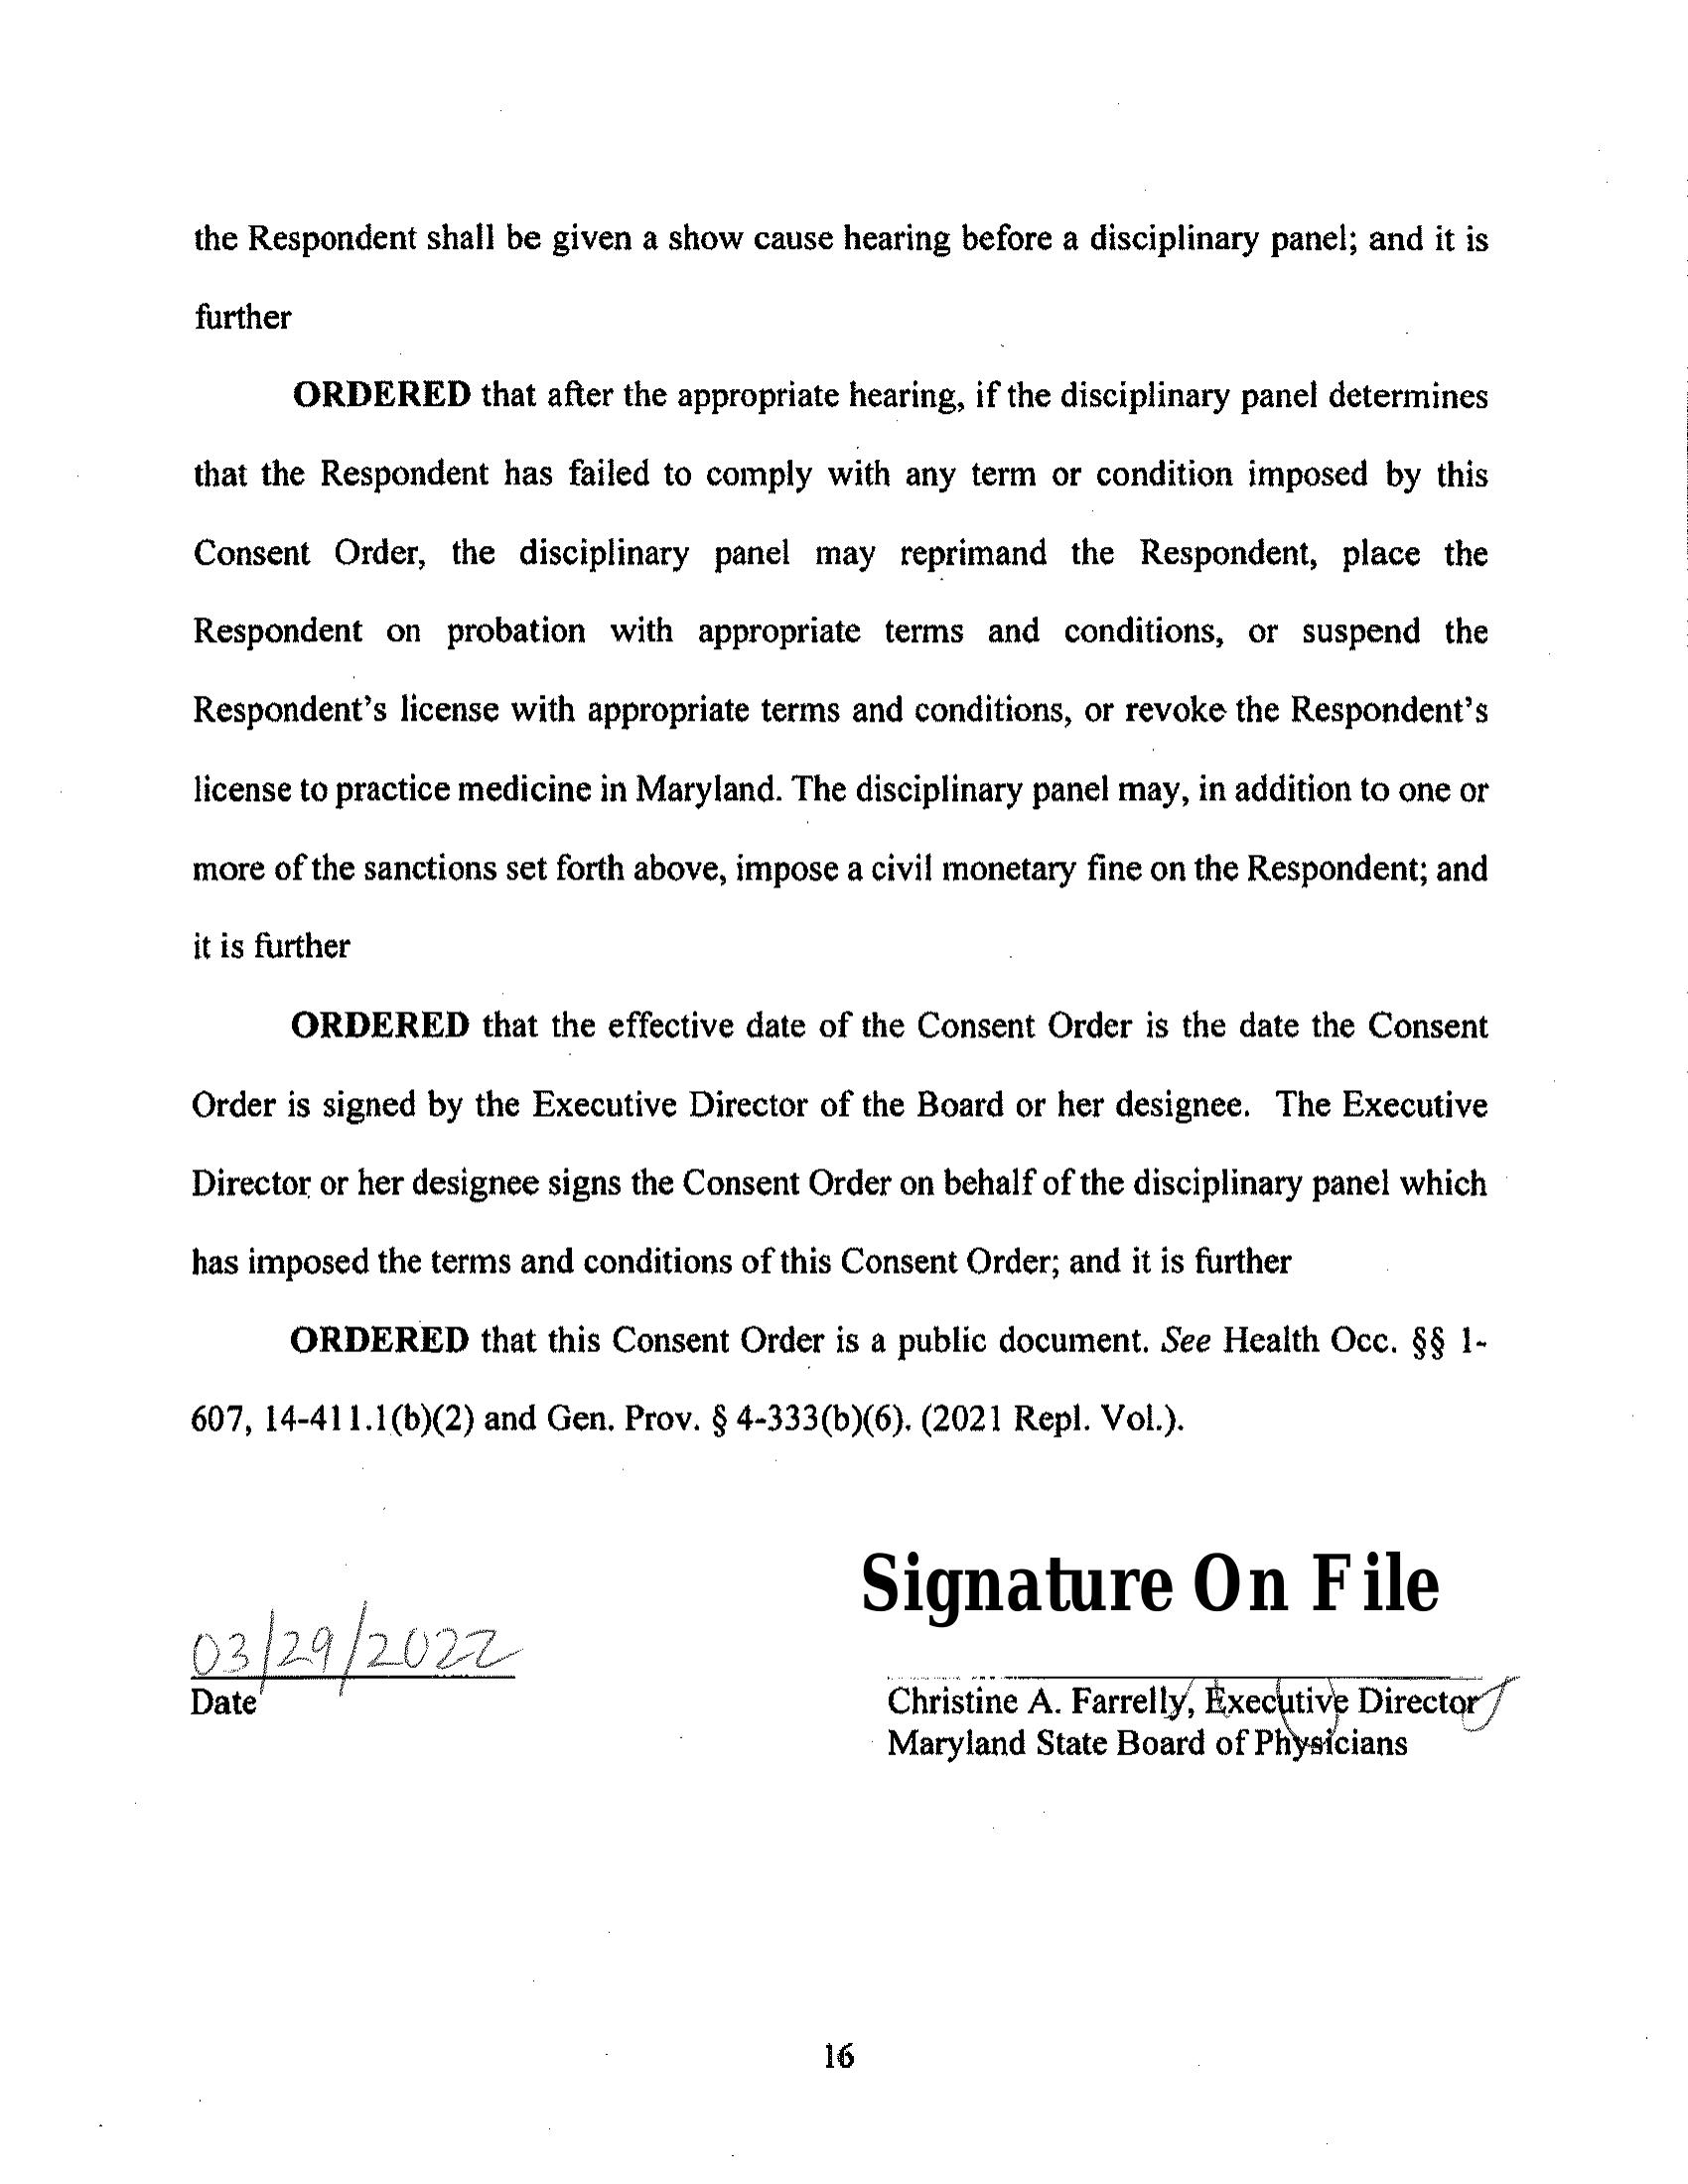 the Respondent shall be given a show cause hearing before a disciplinary panel; and it is
further
ORDERED that after the appropriate hearing, if the disciplinary panel determines
that the Respondent has failed to comply with any term or condition imposed by this
Consent Order, the disciplinary panel may reprimand the Respondent, place the
Respondent on probation with appropriate terms and conditions, or suspend the
Respondent's license with appropriate terms and conditions, or revoke the Respondent's
license to practice medicine in Maryland. The disciplinary panel may, in addition to one or
more of the sanctions set forth above, impose a civil monetary fine on the Respondent; and
it is further
ORDERED that the effective date of the Consent Order is the date the Consent
Order is signed by the Executive Director of the Board or her designee. The Executive
Director or her designee signs the Consent Order on behalf of the disciplinary panel which
has imposed the terms and conditions of this Consent Order; and it is further
ORDERED that this Consent Order is a public document. See Health Occ. §§ 1-
607, 14-411.1(b)(2) and Gen. Prov. § 4-333(b)(6). (2021 Repl. Vol.).
Signature On File
03/29/2022
Date
Christine A. Farrelly, Executive Director
Maryland State Board of Physicians
16